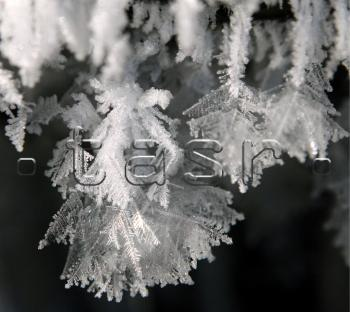 . tasr .